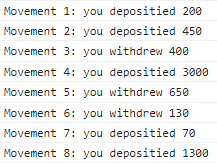 Movement 1: you depositied 200
Movement 2: you depositied 450
Movement 3: you withdrew 400
Movement 4: you depositied 3000
Movement 5: you withdrew 650
Movement 6: you withdrew 130
Movement 7: you depositied 70
Movement 8: you depositied 1300